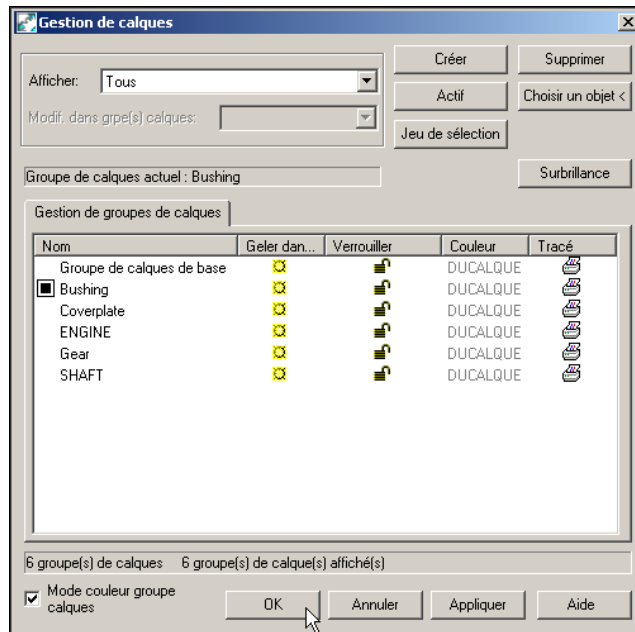 Gestion de calques
Afficher: Tous
Modif. dans grpe(s) calques:
Créer
Supprimer
Actif
Choisir un objet <
Jeu de sélection
Groupe de calques actuel : Bushing
Surbrillance
Gestion de groupes de calques
Nom Geler dan... Verrouiller Couleur Tracé
Groupe de calques de base DUCALQUE
Bushing DUCALQUE
Coverplate DUCALQUE
ENGINE DUCALQUE
Gear DUCALQUE
SHAFT DUCALQUE
6 groupe(s) de calques 6 groupe(s) de calque(s) affiché(s)
Mode couleur groupe
calques
OK
Annuler
Appliquer
Aide